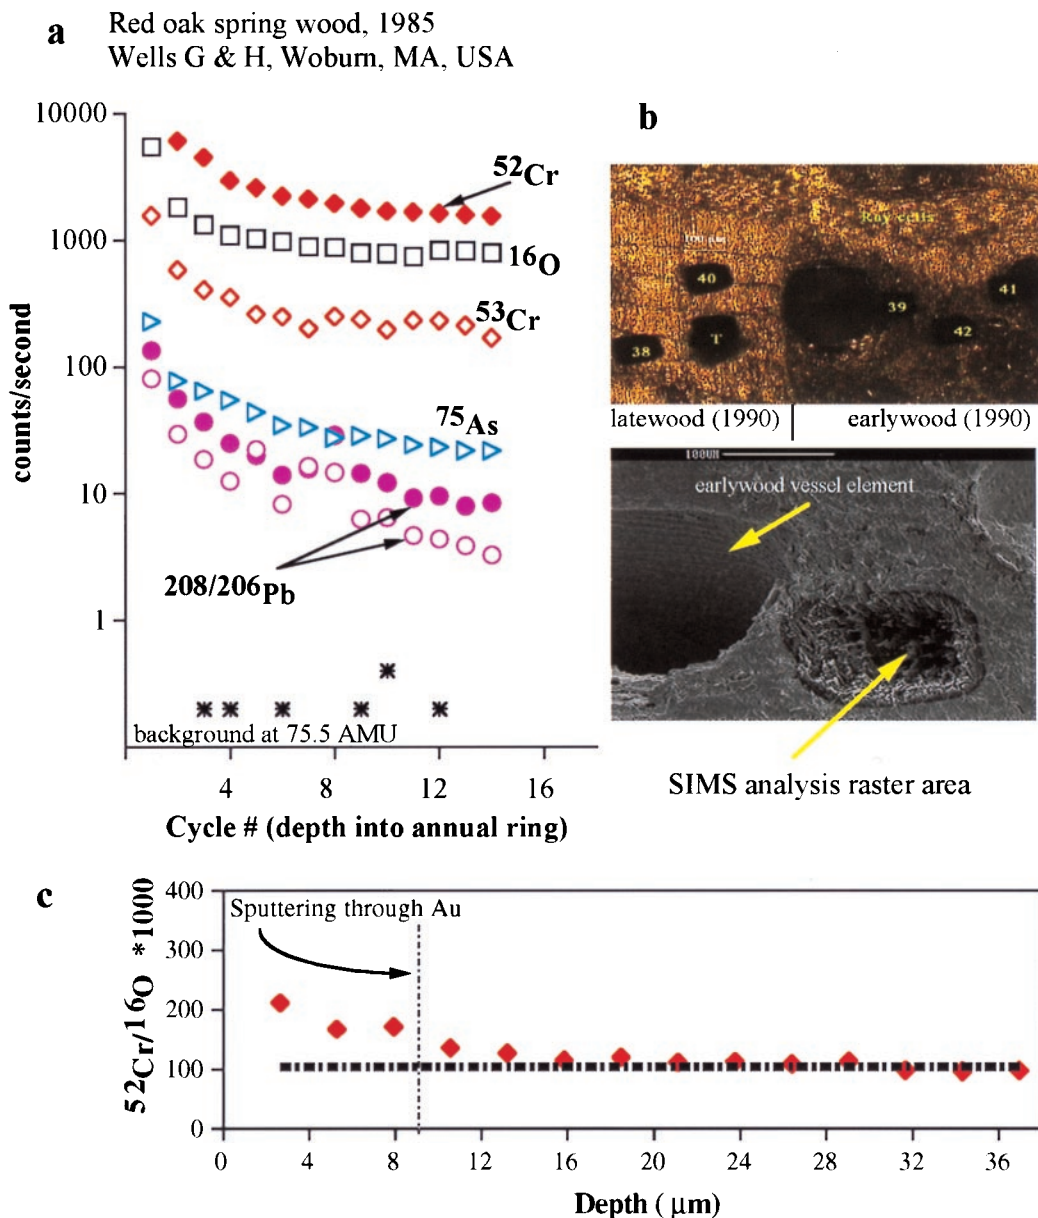 a
Red oak spring wood, 1985
Wells G & H, Woburn, MA, USA
counts/second
10000
1000
100
10
1
52Cr
16O
53Cr
75As
208/206Pb
background at 75.5 AMU
4 8 12 16
Cycle # (depth into annual ring)
b
Ray cells
100 µm
40
41
39
42
T
38
latewood (1990) earlywood (1990)
100UM
earlywood vessel element
SIMS analysis raster area
c
52Cr/16O *1000
400
300
200
100
0
Sputtering through Au
0 4 8 12 16 20 24 28 32 36
Depth ( µm)